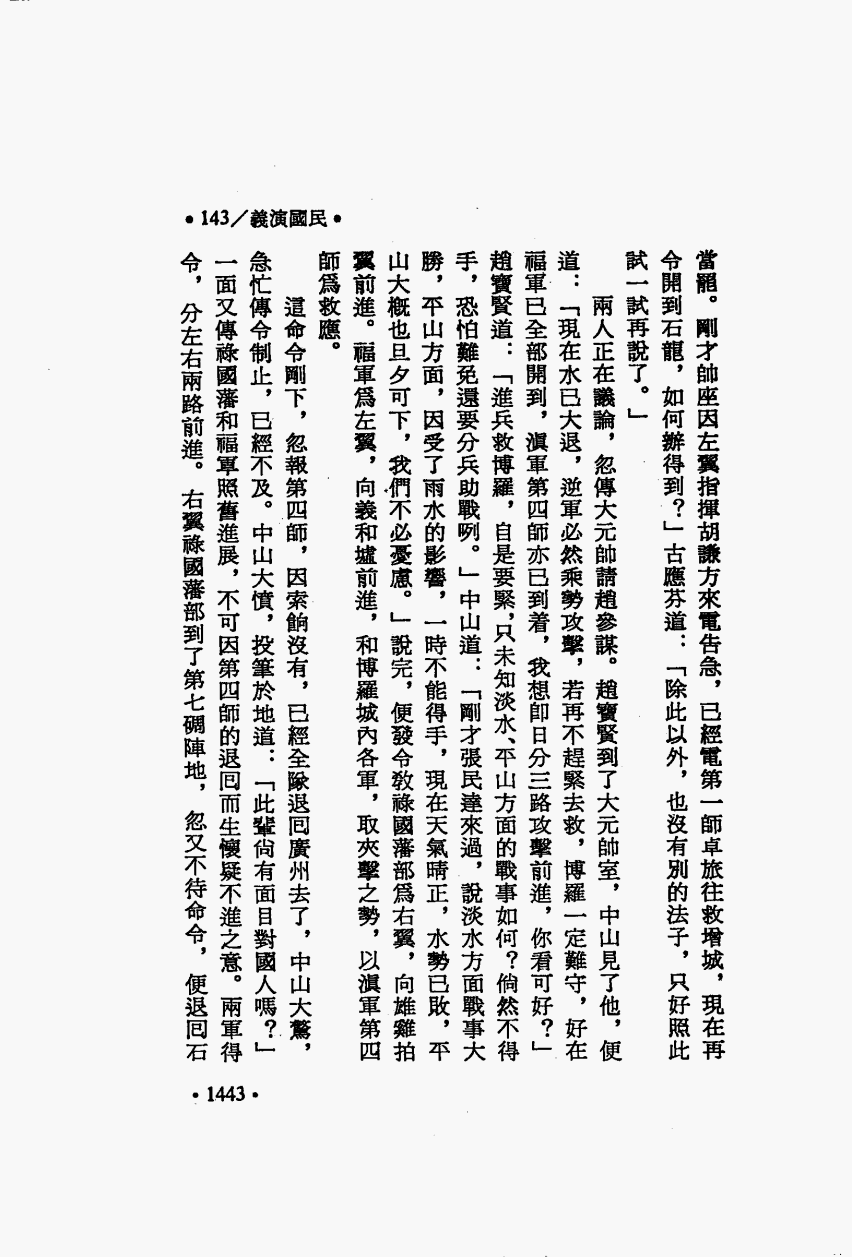 •143/義演國民•
當罷。剛才帥座因左翼指揮胡謙方來電告急，已經電第一師卓旅往救增城，現在再
令開到石龍，如何辦得到？」古應芬道：「除此以外，也沒有別的法子，只好照此
試一試再說了。」
兩人正在議論，忽傳大元帥請趙參謀。趙寶賢到了大元帥室，中山見了他，便
道：「現在水已大退，逆軍必然乘勢攻擊，若再不趕緊去救，博羅一定難守，好在
福軍已全部開到，滇軍第四師亦已到着，我想卽日分三路攻擊前進，你看可好？」
趙寶賢道：「進兵救博羅，自是要緊，只未知淡水、平山方面的戰事如何？倘然不得
手，恐怕難免還要分兵助戰咧。」中山道：「剛才張民達來過，說淡水方面戰事大
勝，平山方面，因受了雨水的影響，一時不能得手，現在天氣晴正，水勢已敗，平
山大概也旦夕可下，我們不必憂慮。」說完，便發令教祿國藩部爲右翼，向雄雞拍
翼前進。福軍爲左翼，向義和墟前進，和博羅城內各軍，取夾擊之勢，以滇軍第四
師爲救應。
這命令剛下，忽報第四師，因索餉沒有，已經全隊退回廣州去了，中山大驚，
急忙傳令制止，已經不及。中山大憤，投筆於地道：「此輩尙有面目對國人嗎？」
一面又傳祿國藩和福軍照舊進展，不可因第四師的退回而生懷疑不進之意。兩軍得
令，分左右兩路前進。右翼祿國藩部到了第七碉陣地，忽又不待命令，便退回石
•1443•